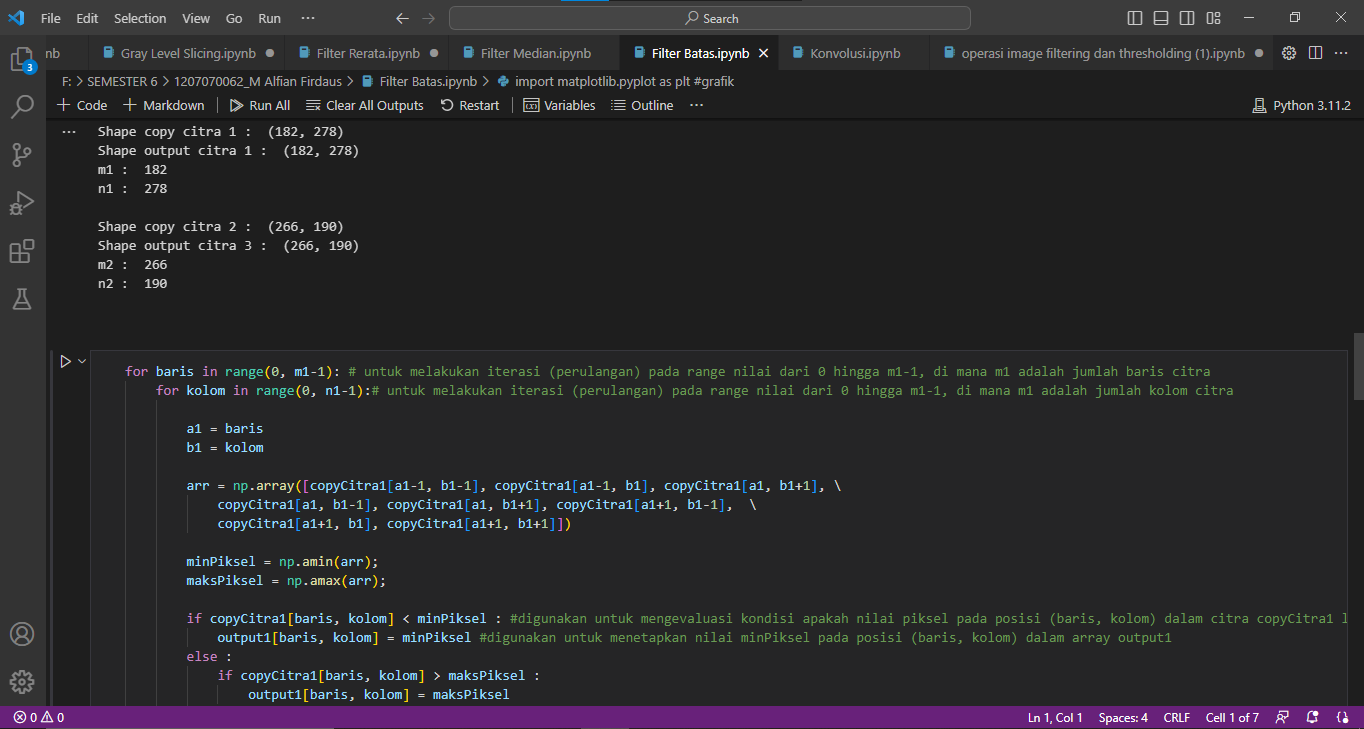 File Edit Selection View Go Run ··· Search
nb Gray Level Slicing.ipynb Filter Rerata.ipynb Filter Median.ipynb Filter Batas.ipynb Konvolusi.ipynb operasi image filtering dan thresholding (1).ipynb ···
3
F: > SEMESTER 6 > 1207070062_M Alfian Firdaus > Filter Batas.ipynb > import matplotlib.pyplot as plt #grafik
+ Code + Markdown Run All Clear All Outputs Restart Variables Outline ··· Python 3.11.2
··· Shape copy citra 1 :  (182, 278)
Shape output citra 1 :  (182, 278)
m1 :  182
n1 :  278
Shape copy citra 2 :  (266, 190)
Shape output citra 3 :  (266, 190)
m2 :  266
n2 :  190
for baris in range(0, m1-1): # untuk melakukan iterasi (perulangan) pada range nilai dari 0 hingga m1-1, di mana m1 adalah jumlah baris citra
for kolom in range(0, n1-1):# untuk melakukan iterasi (perulangan) pada range nilai dari 0 hingga m1-1, di mana m1 adalah jumlah kolom citra
a1 = baris
b1 = kolom
arr = np.array([copyCitra1[a1-1, b1-1], copyCitra1[a1-1, b1], copyCitra1[a1, b1+1], \
copyCitra1[a1, b1-1], copyCitra1[a1, b1+1], copyCitra1[a1+1, b1-1],  \
copyCitra1[a1+1, b1], copyCitra1[a1+1, b1+1]])
minPiksel = np.amin(arr);
maksPiksel = np.amax(arr);
if copyCitra1[baris, kolom] < minPiksel : #digunakan untuk mengevaluasi kondisi apakah nilai piksel pada posisi (baris, kolom) dalam citra copyCitra1 l
output1[baris, kolom] = minPiksel #digunakan untuk menetapkan nilai minPiksel pada posisi (baris, kolom) dalam array output1
else :
if copyCitra1[baris, kolom] > maksPiksel :
output1[baris, kolom] = maksPiksel
0 0 Ln 1, Col 1 Spaces: 4 CRLF Cell 1 of 7